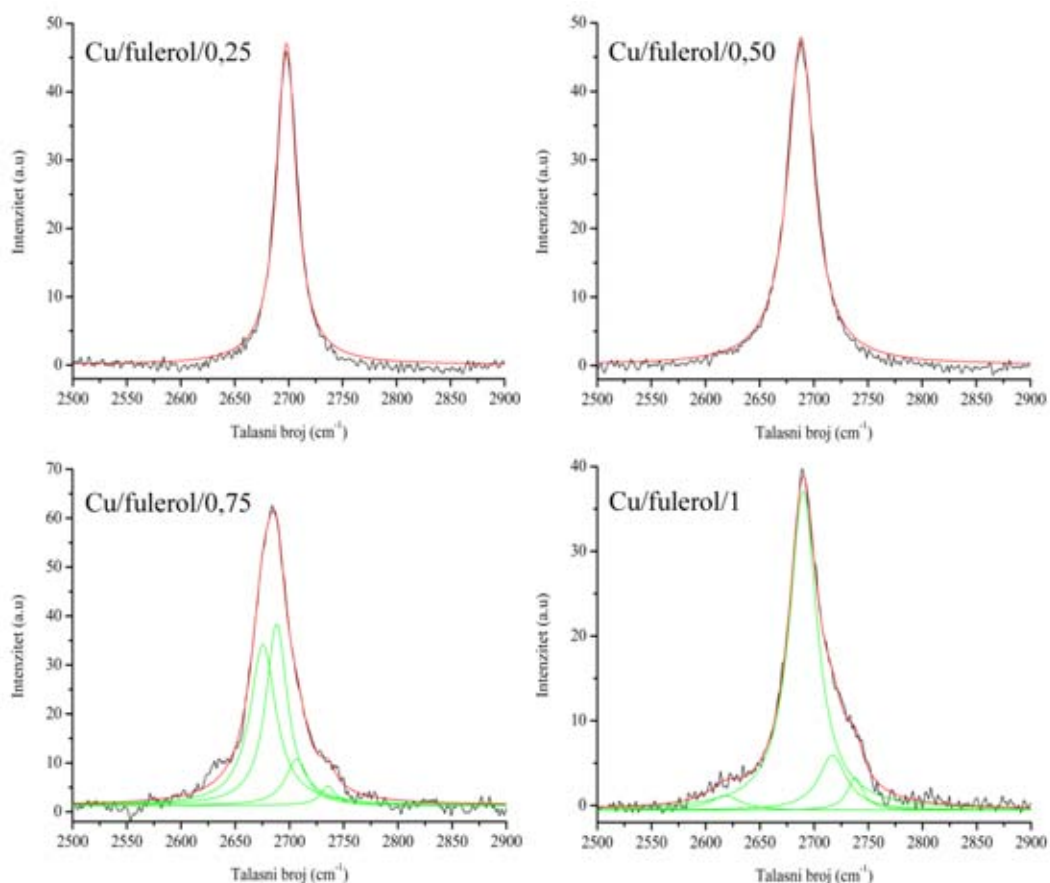 Cu/fulerol/0,25
50
40
30
20
10
0
Intenzitet (a.u)
2500 2550 2600 2650 2700 2750 2800 2850 2900
Talasni broj (cm⁻¹)
Cu/fulerol/0,50
50
40
30
20
10
0
Intenzitet (a.u)
2500 2550 2600 2650 2700 2750 2800 2850 2900
Talasni broj (cm⁻¹)
Cu/fulerol/0,75
70
60
50
40
30
20
10
0
Intenzitet (a.u)
2500 2550 2600 2650 2700 2750 2800 2850 2900
Talasni broj (cm⁻¹)
Cu/fulerol/1
40
30
20
10
0
Intenzitet (a.u)
2500 2550 2600 2650 2700 2750 2800 2850 2900
Talasni broj (cm⁻¹)